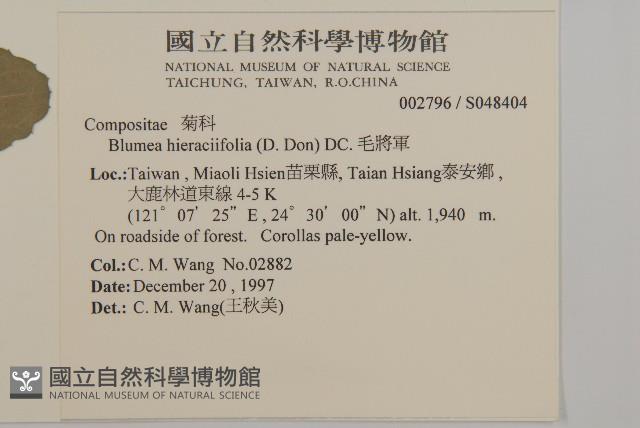 國立自然科學博物館
NATIONAL MUSEUM OF NATURAL SCIENCE
TAICHUNG, TAIWAN, R.O.CHINA
002796 / S048404
Compositae 菊科
Blumea hieraciifolia (D. Don) DC. 毛將軍
Loc.:Taiwan , Miaoli Hsien苗栗縣, Taian Hsiang泰安鄉 ,
大鹿林道東線 4-5 K
(121° 07′ 25” E , 24° 30′ 00” N) alt. 1,940 m.
On roadside of forest. Corollas pale-yellow.
Col.: C. M. Wang No.02882
Date: December 20 , 1997
Det.: C. M. Wang(王秋美)
國立自然科學博物館
NATIONAL MUSEUM OF NATURAL SCIENCE